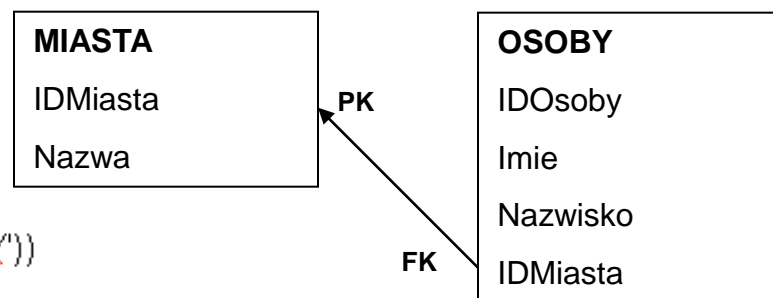 MIASTA
IDMiasta
Nazwa
PK
FK
OSOBY
IDOsoby
Imie
Nazwisko
IDMiasta
'))